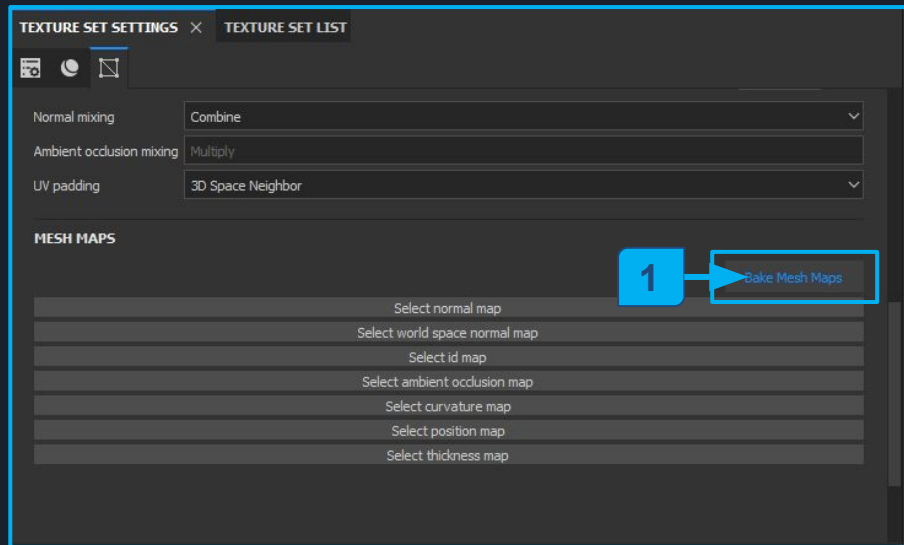 TEXTURE SET SETTINGS TEXTURE SET LIST
Normal mixing Combine
Ambient occlusion mixing Multiply
UV padding 3D Space Neighbor
MESH MAPS
1 Bake Mesh Maps
Select normal map
Select world space normal map
Select id map
Select ambient occlusion map
Select curvature map
Select position map
Select thickness map